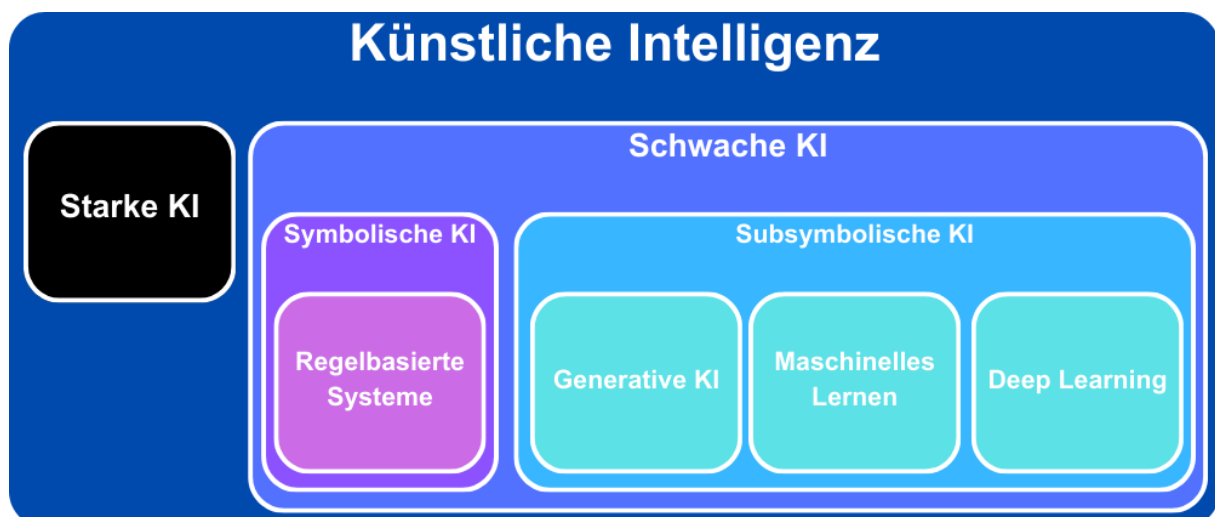 Künstliche Intelligenz
Starke KI
Schwache KI
Symbolische KI
Regelbasierte
Systeme
Subsymbolische KI
Generative KI
Maschinelles
Lernen
Deep Learning